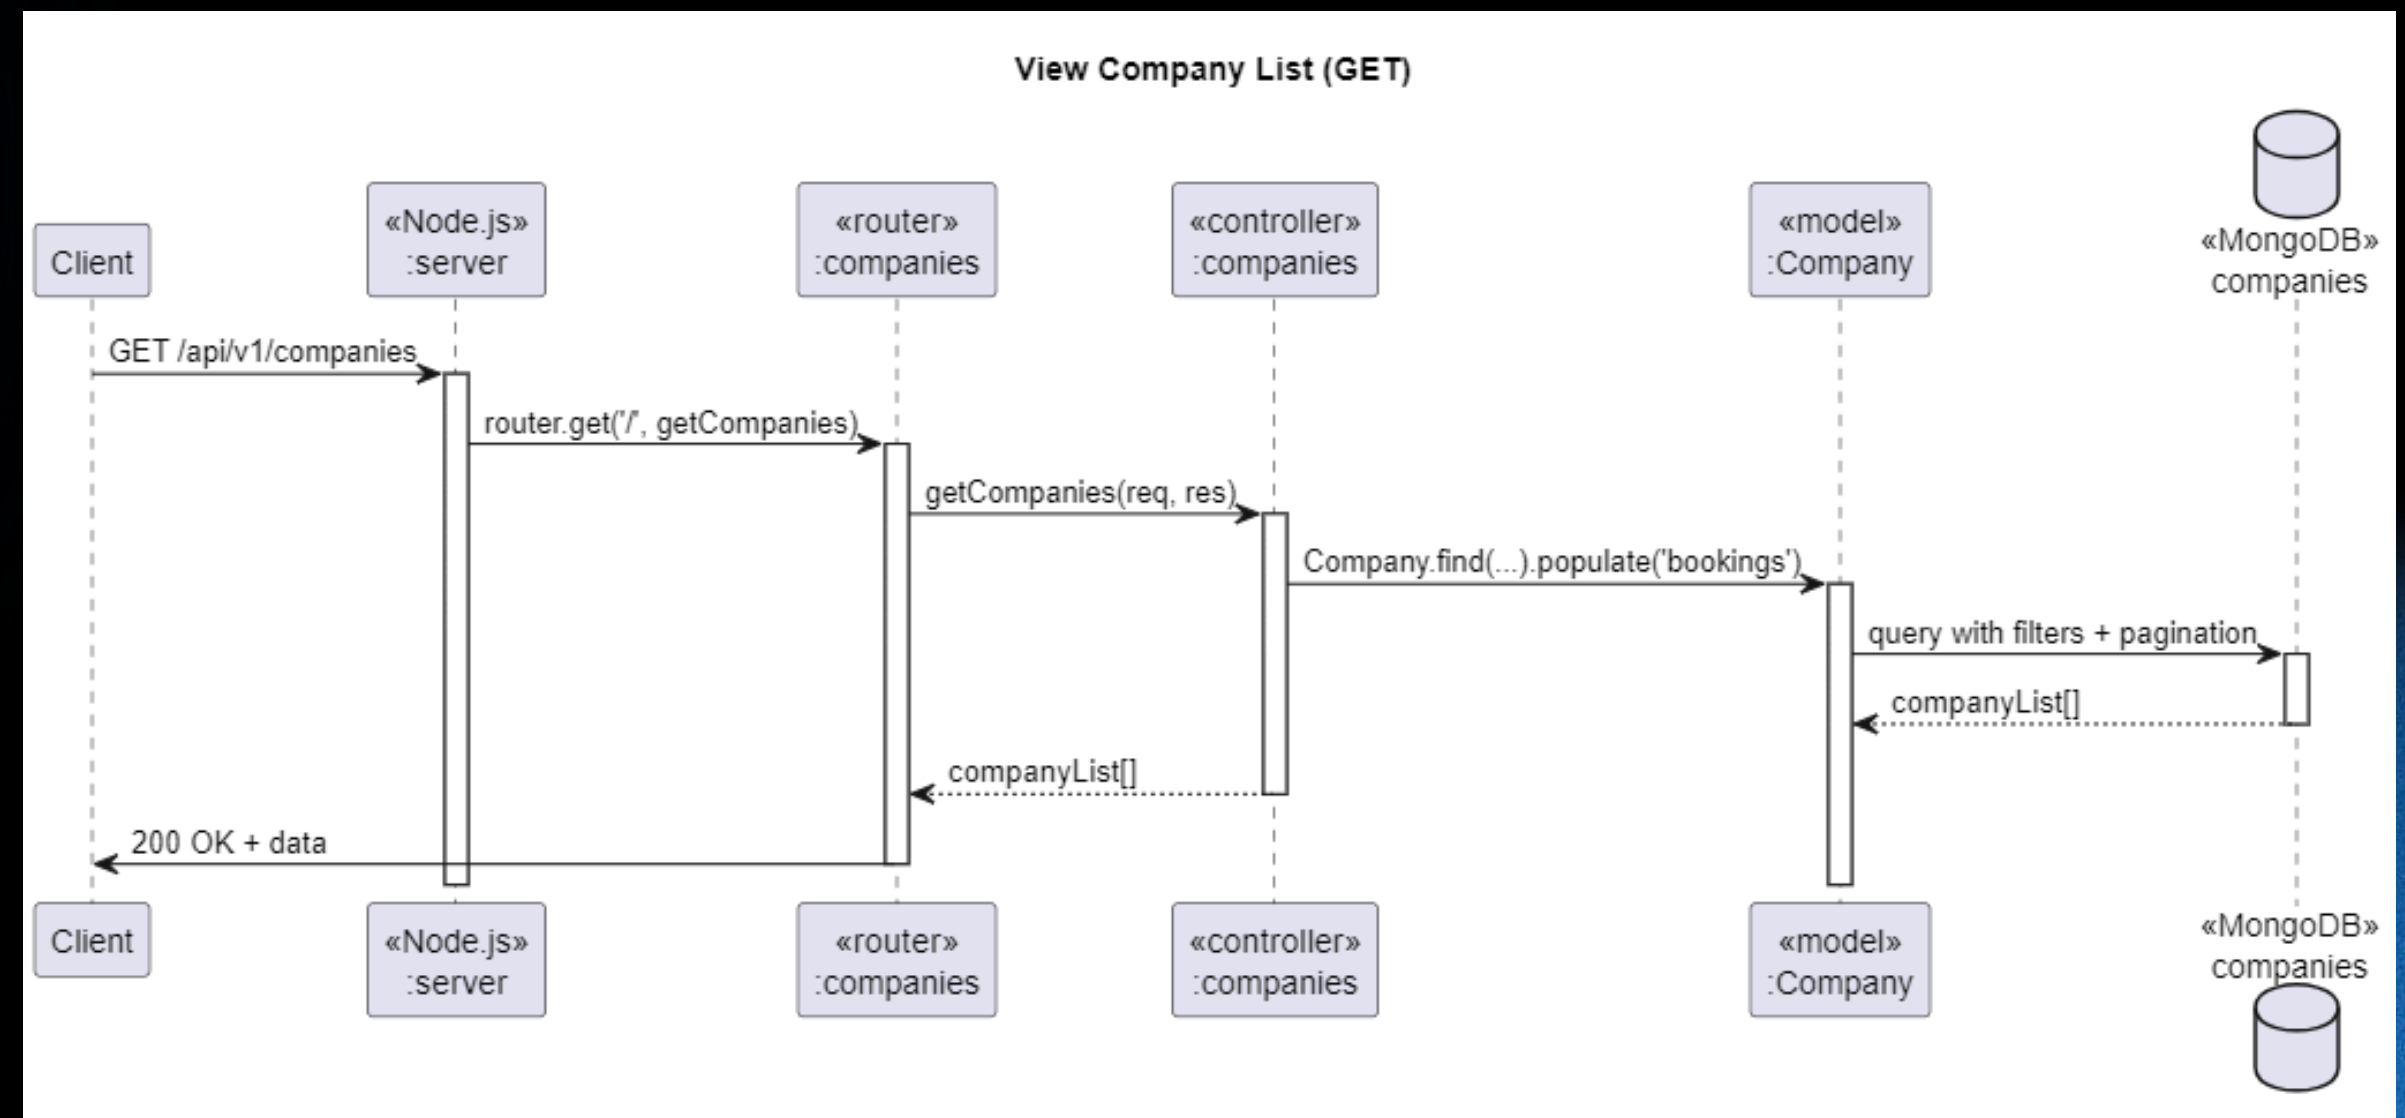 View Company List (GET)
«MongoDB»
companies
Client
«Node.js»
:server
«router»
:companies
«controller»
:companies
«model»
:Company
GET /api/v1/companies
router.get('/', getCompanies)
getCompanies(req, res)
Company.find(...).populate('bookings')
query with filters + pagination
companyList[]
companyList[]
200 OK + data
Client
«Node.js»
:server
«router»
:companies
«controller»
:companies
«model»
:Company
«MongoDB»
companies